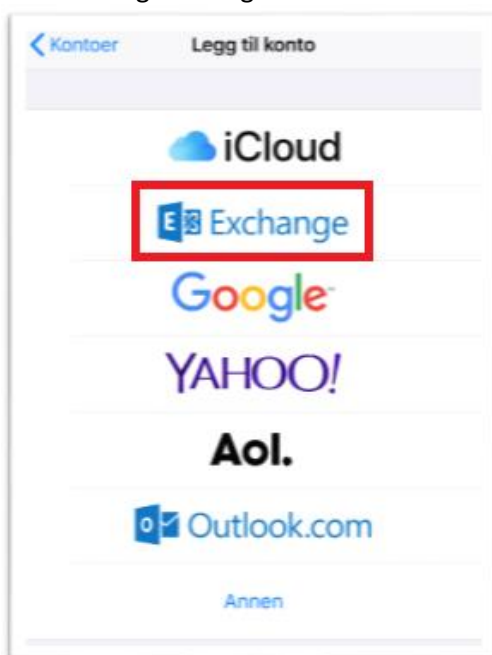 Kontoer Legg til konto
iCloud
Exchange
Google
YAHOO!
Aol.
Outlook.com
Annen